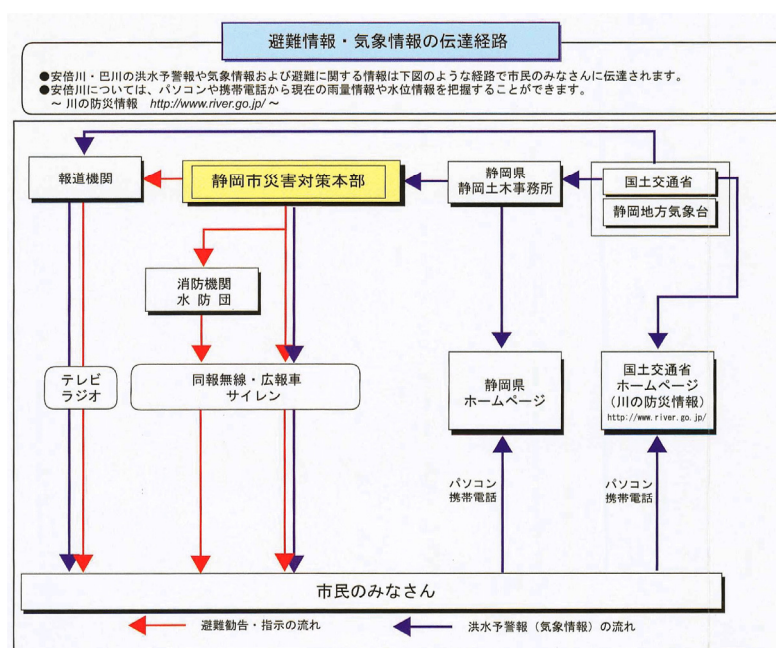 避難情報・気象情報の伝達経路
●安倍川・巴川の洪水予警報や気象情報および避難に関する情報は下図のような経路で市民のみなさんに伝達されます。
●安倍川については、パソコンや携帯電話から現在の雨量情報や水位情報を把握することができます。
～川の防災情報 http://www.river.go.jp/～
報道機関
静岡市災害対策本部
静岡県
静岡土木事務所
国土交通省
静岡地方気象台
消防機関
水防団
テレビ
ラジオ
同報無線・広報車
サイレン
静岡県
ホームページ
国土交通省
ホームページ
(川の防災情報)
http://www.river.go.jp/
パソコン
携帯電話
パソコン
携帯電話
市民のみなさん
避難勧告・指示の流れ
洪水予警報(気象情報)の流れ